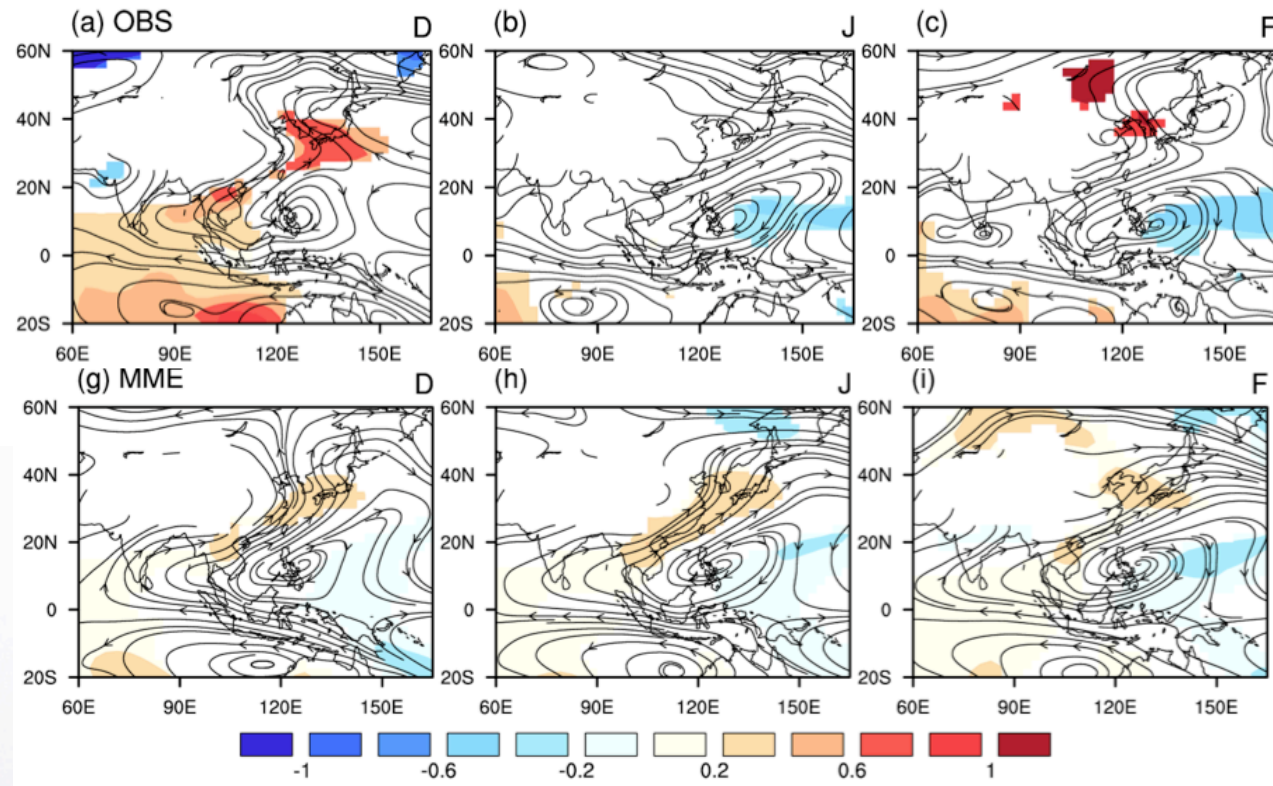 (a) OBS D (b) J (c) F
60N 60N 60N
40N 40N 40N
20N 20N 20N
0 0 0
20S 20S 20S
60E 90E 120E 150E 60E 90E 120E 150E 60E 90E 120E 150E
(g) MME D (h) J (i) F
60N 60N 60N
40N 40N 40N
20N 20N 20N
0 0 0
20S 20S 20S
60E 90E 120E 150E 60E 90E 120E 150E 60E 90E 120E 150E
-1 -0.6 -0.2 0.2 0.6 1